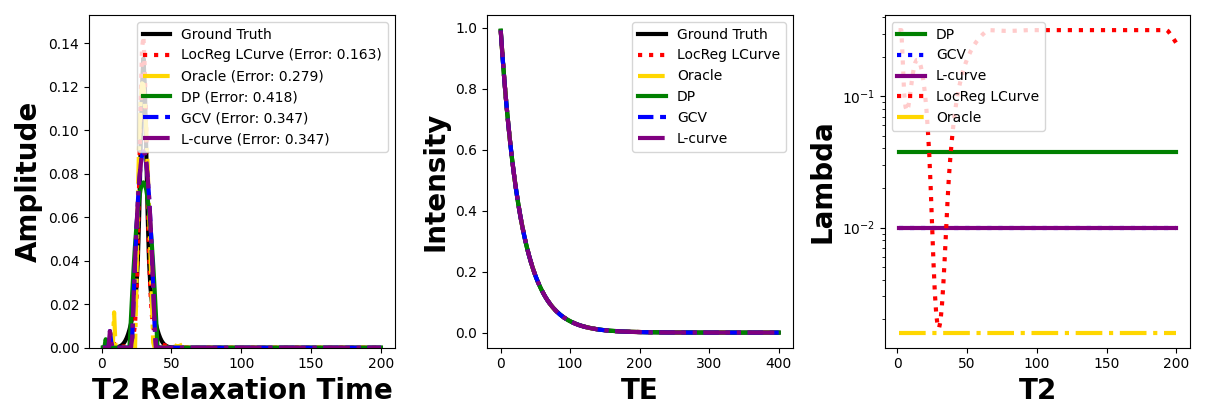 Amplitude
0.14
0.12
0.10
0.08
0.06
0.04
0.02
0.00
0
50
100
150
200
T2 Relaxation Time
Ground Truth
LocReg LCurve (Error: 0.163)
Oracle (Error: 0.279)
DP (Error: 0.418)
GCV (Error: 0.347)
L-curve (Error: 0.347)
Intensity
1.0
0.8
0.6
0.4
0.2
0.0
0
100
200
300
400
TE
Ground Truth
LocReg LCurve
Oracle
DP
GCV
L-curve
Lambda
10⁻¹
10⁻²
0
50
100
150
200
T2
DP
GCV
L-curve
LocReg LCurve
Oracle